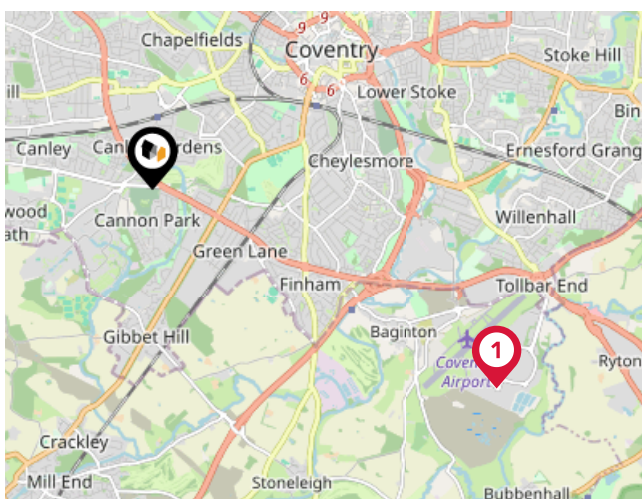 9
Chapelfields
Coventry
9
Stoke Hill
6
6
Lower Stoke
ill
Bin
Canley
Can
rdens
Cheylesmore
Ernesford Grang
wood
ath
Cannon Park
Willenhall
Green Lane
Finham
Tollbar End
Gibbet Hill
Baginton
1
Coven
Airport
Ryton
Crackley
Mill End
Stoneleigh
Bubbenhall